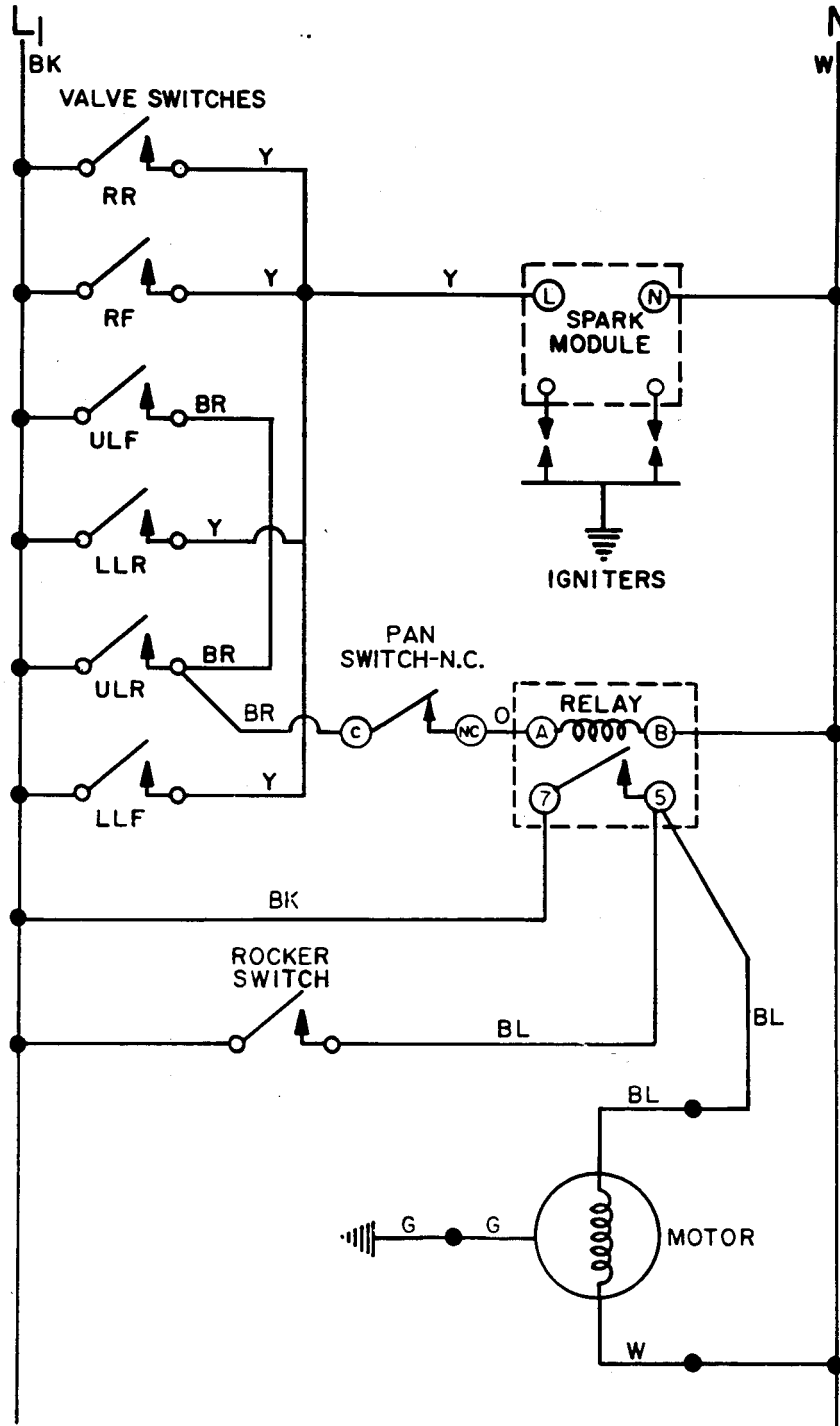 L1
N
BK
W
VALVE SWITCHES
Y
RR
Y
Y
RF
L
N
SPARK
MODULE
BR
ULF
Y
LLR
IGNITERS
BR
ULR
PAN
SWITCH-N.C.
BR
C
NC
O
RELAY
A
B
Y
LLF
7
5
BK
ROCKER
SWITCH
BL
BL
BL
G
G
MOTOR
W